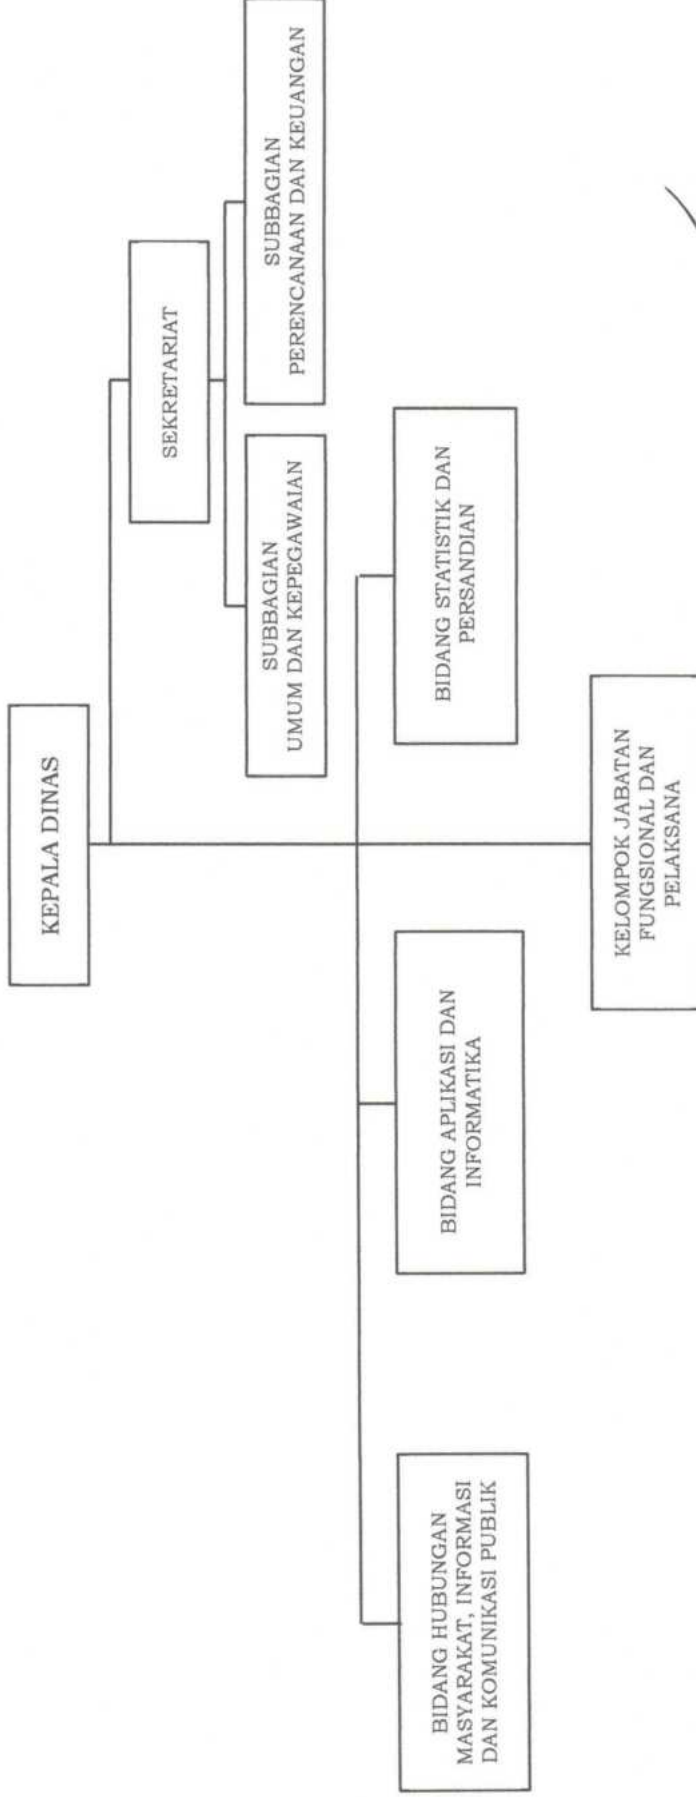 KEPALA DINAS
SEKRETARIAT
SUBBAGIAN
UMUM DAN KEPEGAWAIAN
SUBBAGIAN
PERENCANAAN DAN KEUANGAN
BIDANG HUBUNGAN
MASYARAKAT, INFORMASI
DAN KOMUNIKASI PUBLIK
BIDANG APLIKASI DAN
INFORMATIKA
BIDANG STATISTIK DAN
PERSANDIAN
KELOMPOK JABATAN
FUNGSIONAL DAN
PELAKSANA